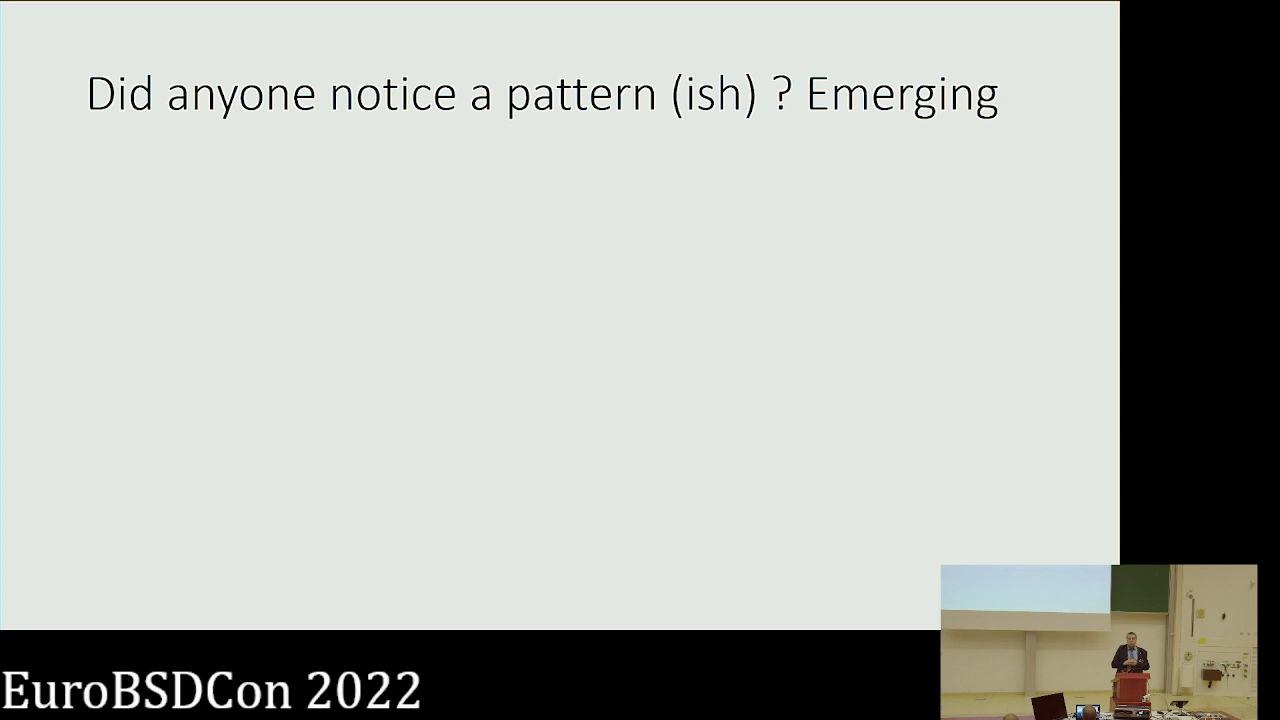 Did anyone notice a pattern (ish) ? Emerging
EuroBSDCon 2022